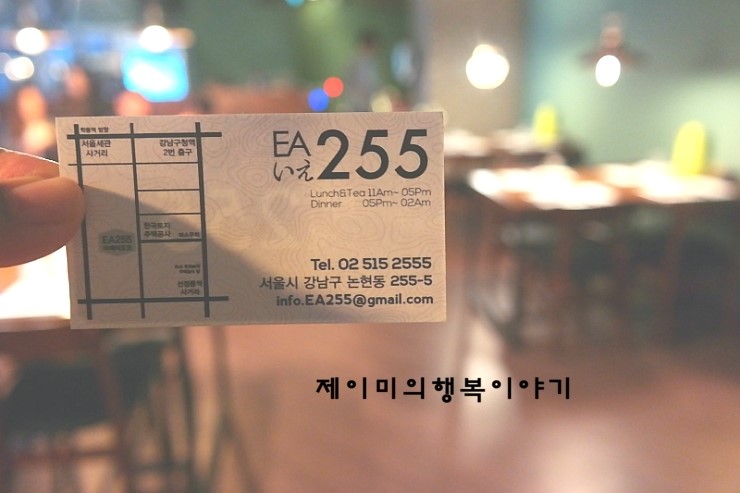 학동역 방향
서울세관
사거리
강남구청역
2번 출구
EA
いえ 255
Lunch&Tea 11Am~ 05Pm
Dinner 05Pm~ 02Am
EA255
한국토지
주택공사
Tel. 02 515 2555
서울시 강남구 논현동 255-5
info.EA255@gmail.com
선정릉역
사거리
제이미의행복이야기